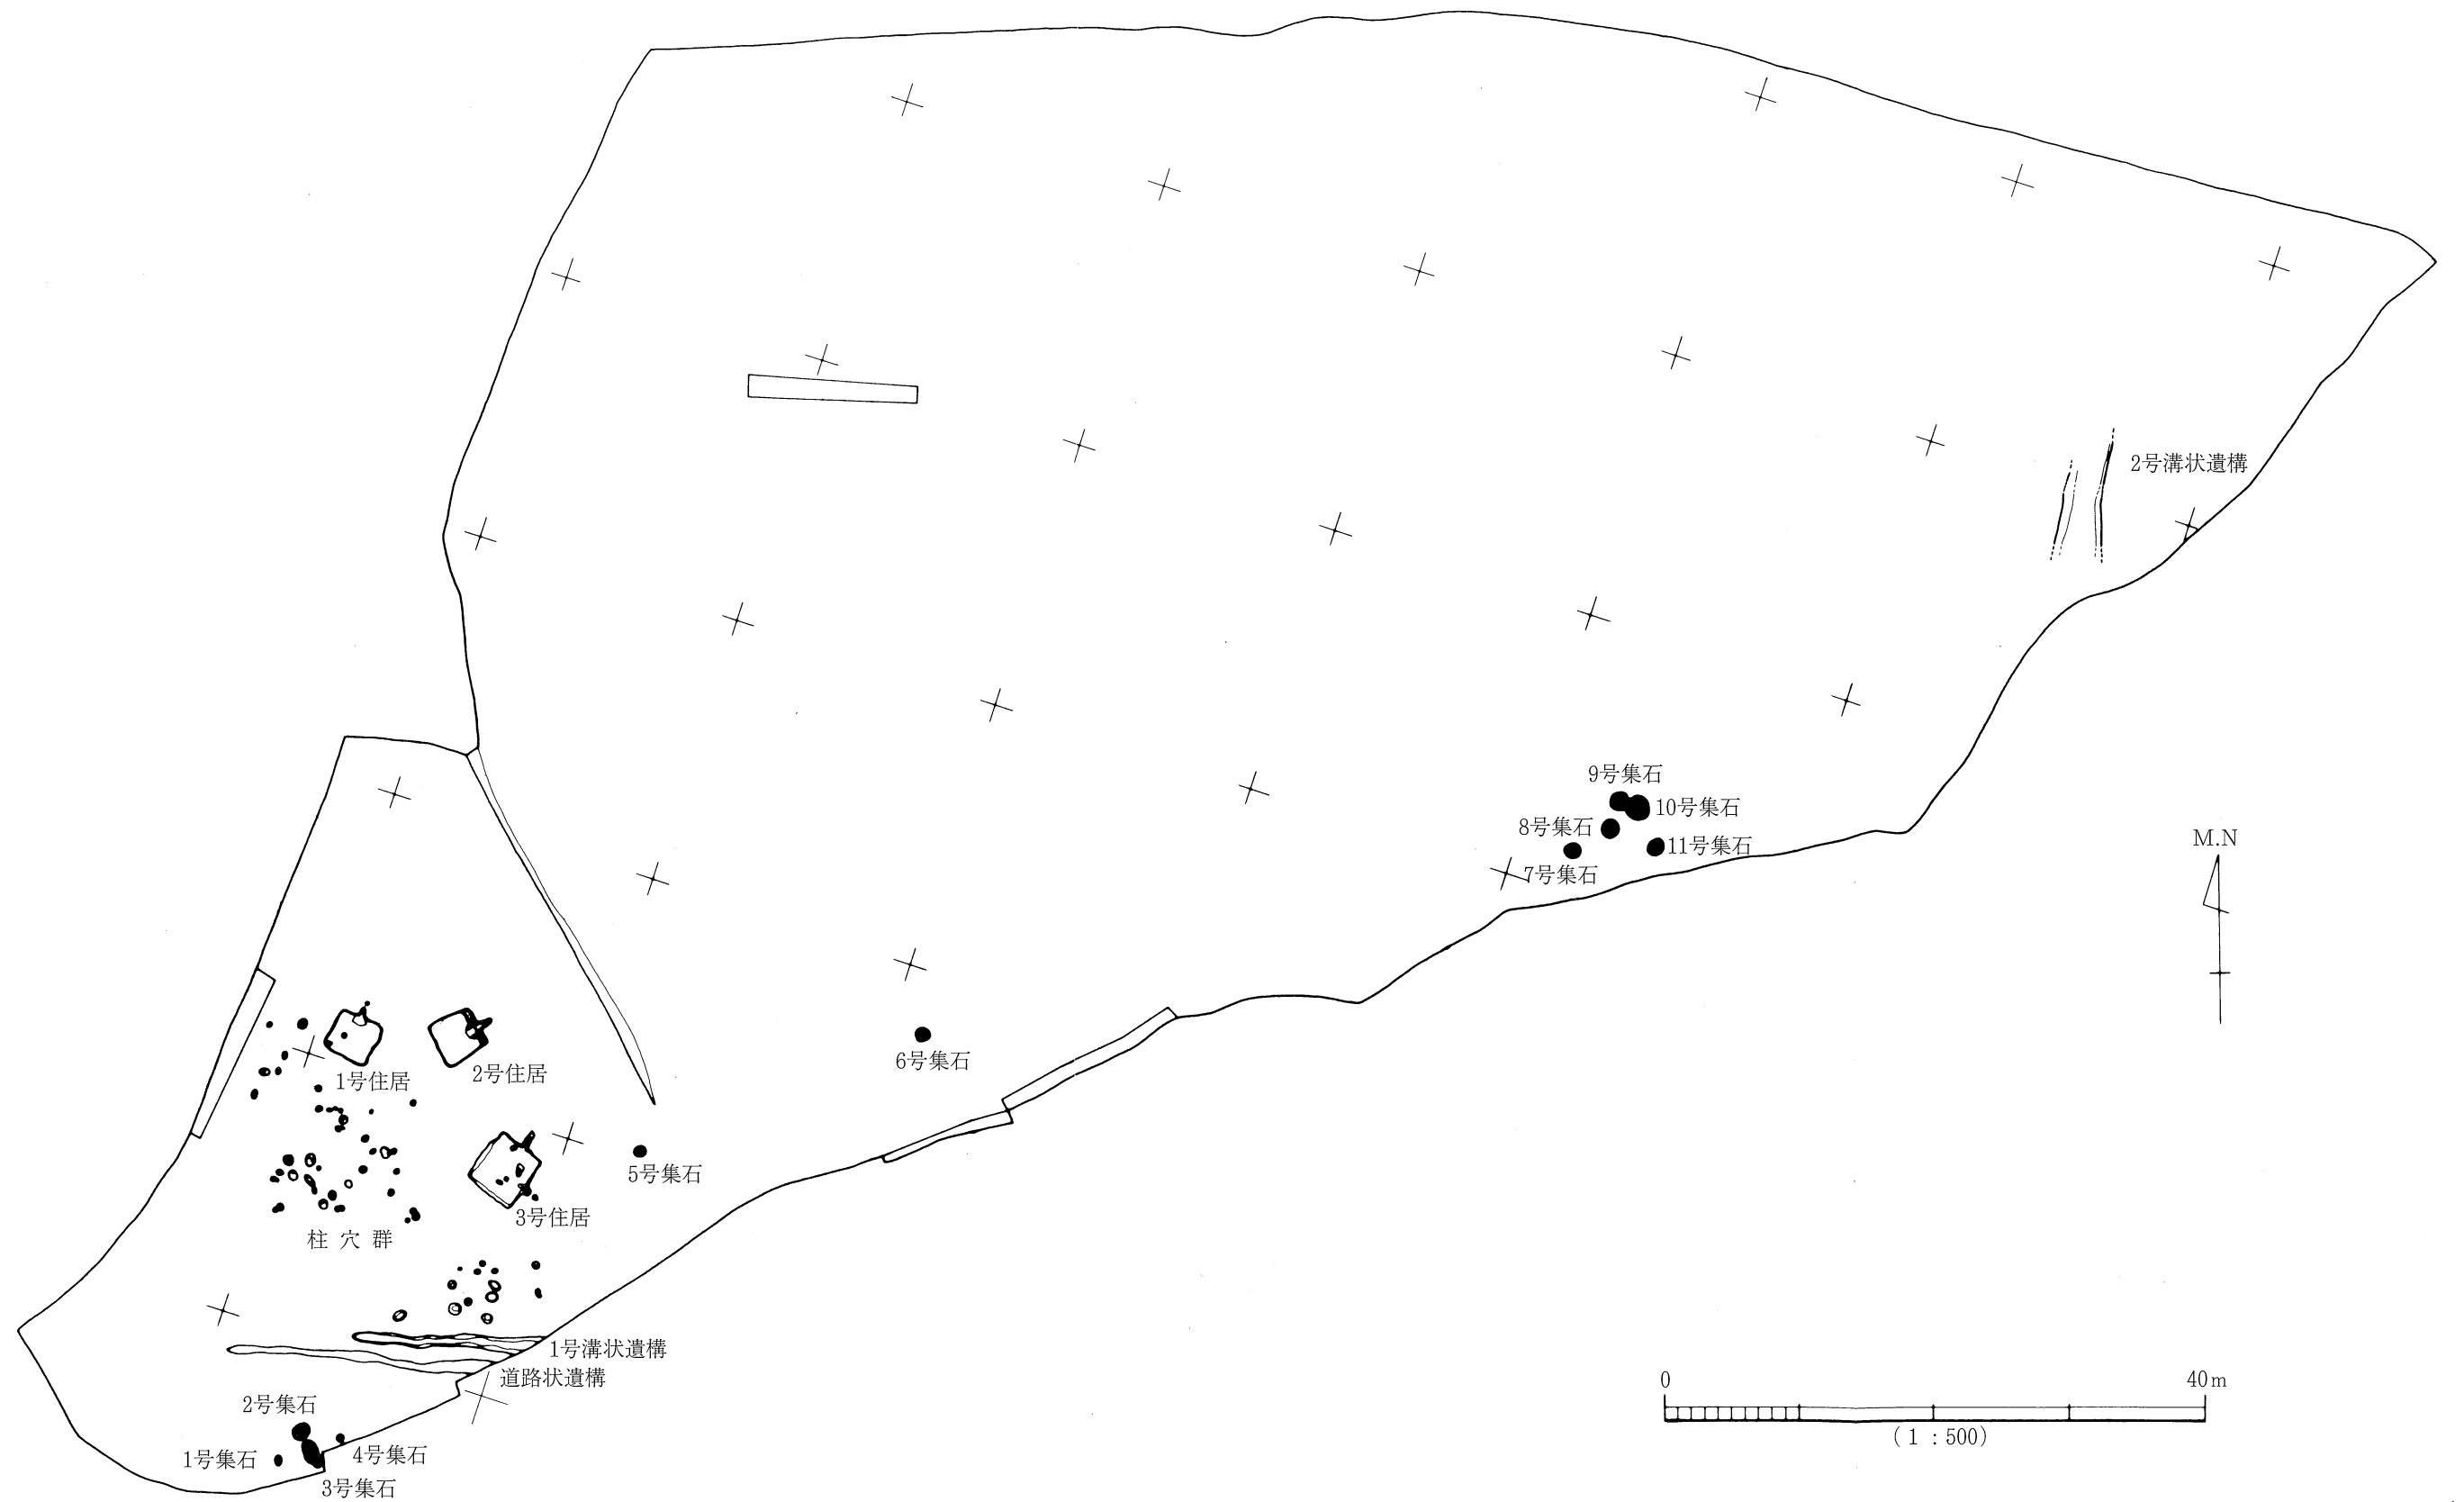 2号溝状遺構
9号集石
10号集石
8号集石
11号集石
7号集石
M.N
6号集石
1号住居
2号住居
5号集石
3号住居
柱穴群
1号溝状遺構
道路状遺構
2号集石
1号集石
4号集石
3号集石
0
40m
(1:500)